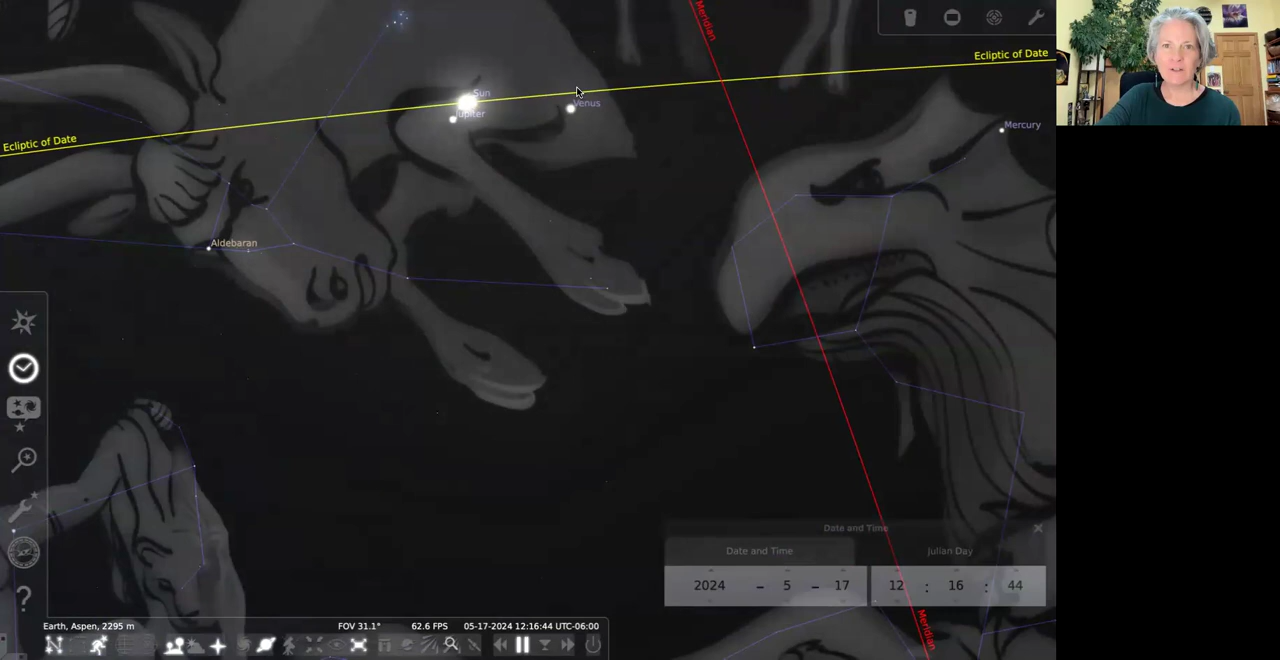 Meridian
Ecliptic of Date
Sun
Venus
Jupiter
Mercury
Ecliptic of Date
Aldebaran
Date and Time
Date and Time
Julian Day
2024 – 5 – 17 12 : 16 : 44
Meridian
Earth, Aspen, 2295 m FOV 31.1° 62.6 FPS 05-17-2024 12:16:44 UTC-06:00